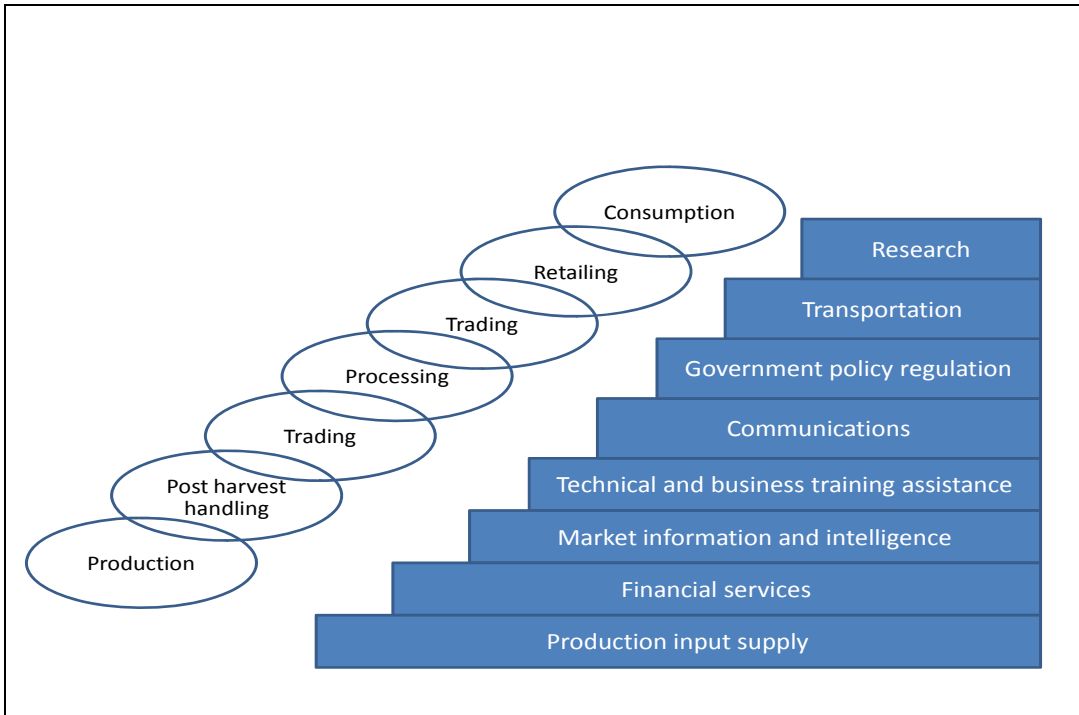 Consumption
Research
Retailing
Transportation
Trading
Government policy regulation
Processing
Communications
Trading
Technical and business training assistance
Post harvest
handling
Market information and intelligence
Production
Financial services
Production input supply